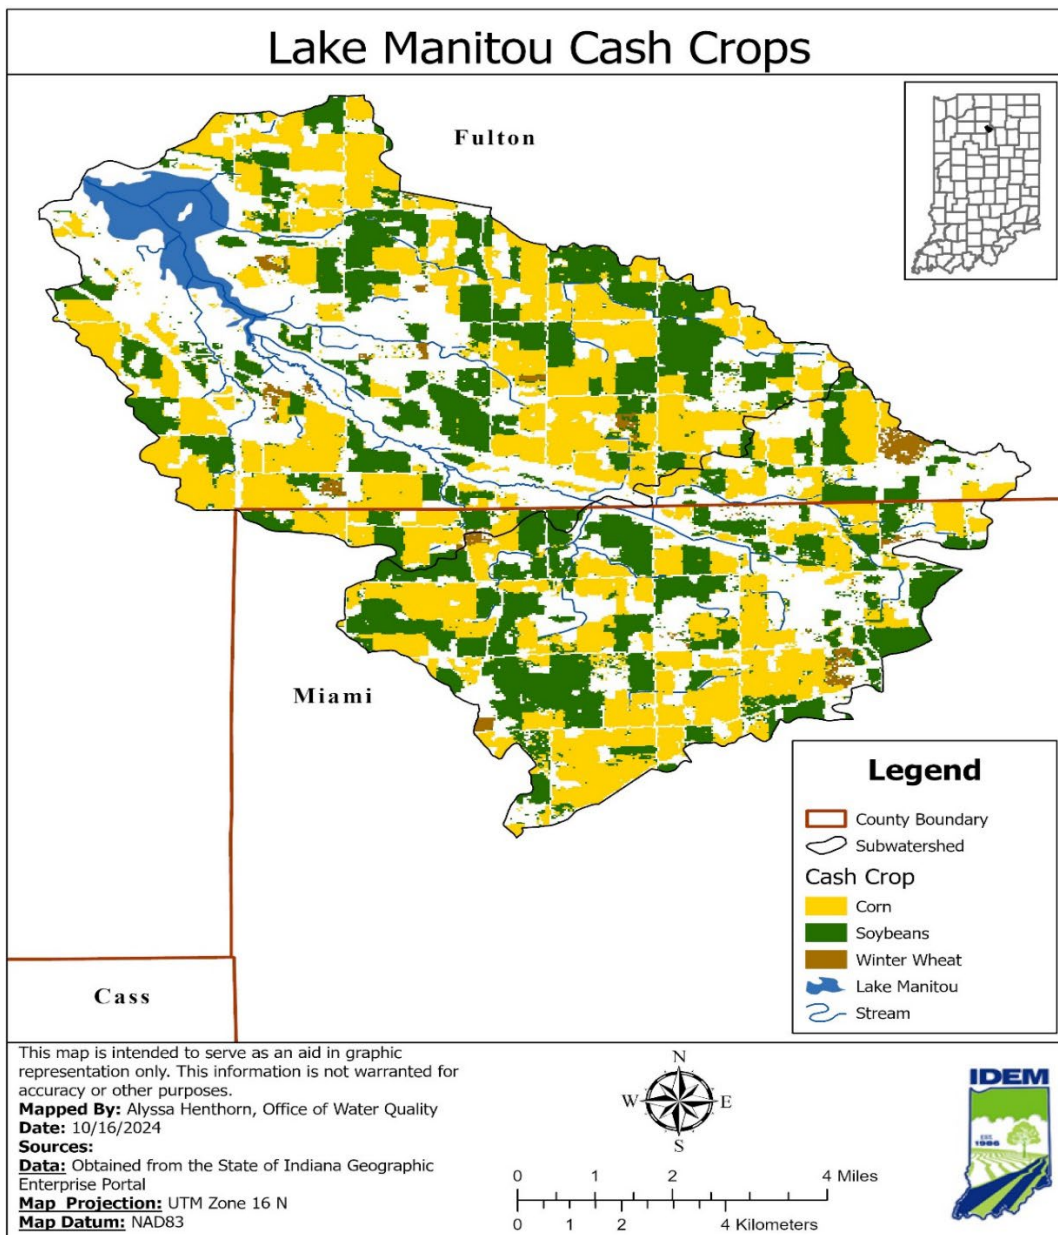 Lake Manitou Cash Crops
Fulton
Miami
Cass
Legend
County Boundary
Subwatershed
Cash Crop
Corn
Soybeans
Winter Wheat
Lake Manitou
Stream
This map is intended to serve as an aid in graphic
representation only. This information is not warranted for
accuracy or other purposes.
Mapped By: Alyssa Henthorn, Office of Water Quality
Date: 10/16/2024
Sources:
Data: Obtained from the State of Indiana Geographic
Enterprise Portal
Map Projection: UTM Zone 16 N
Map Datum: NAD83
N
W E
S
0 1 2 4 Miles
0 1 2 4 Kilometers
IDEM
EST.
1986